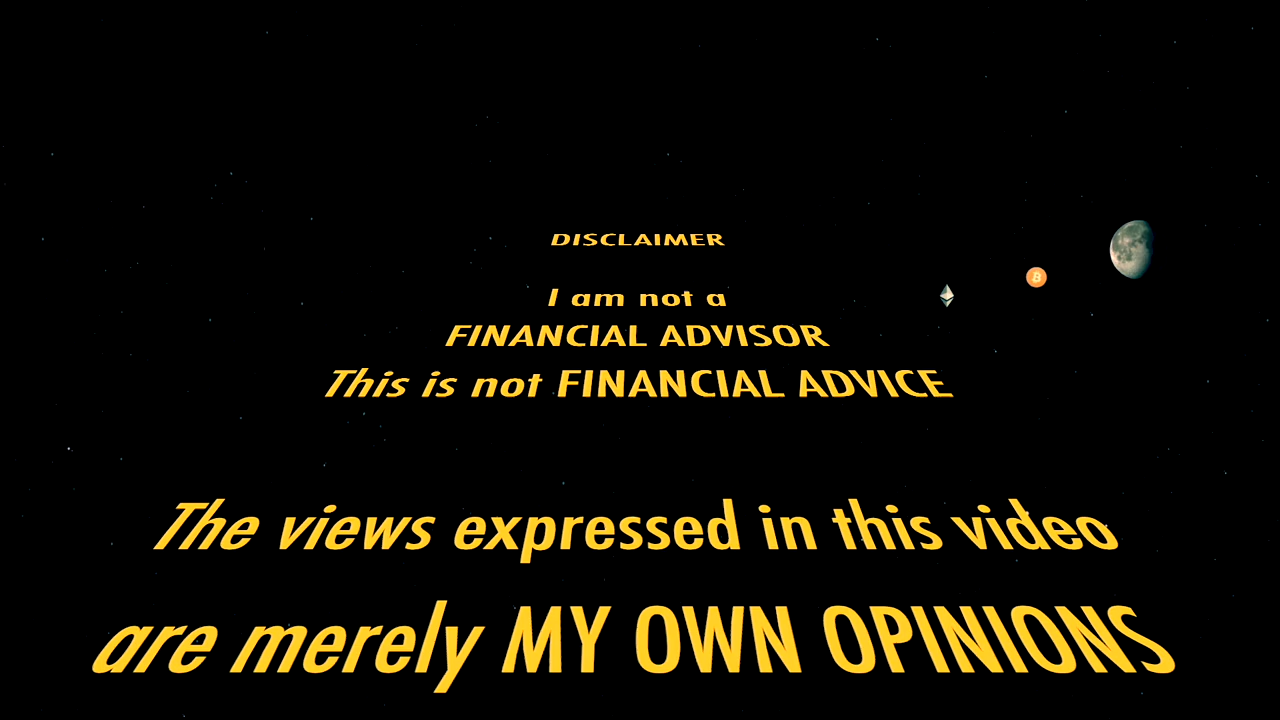 DISCLAIMER
I am not a
FINANCIAL ADVISOR
This is not FINANCIAL ADVICE
The views expressed in this video
are merely MY OWN OPINIONS